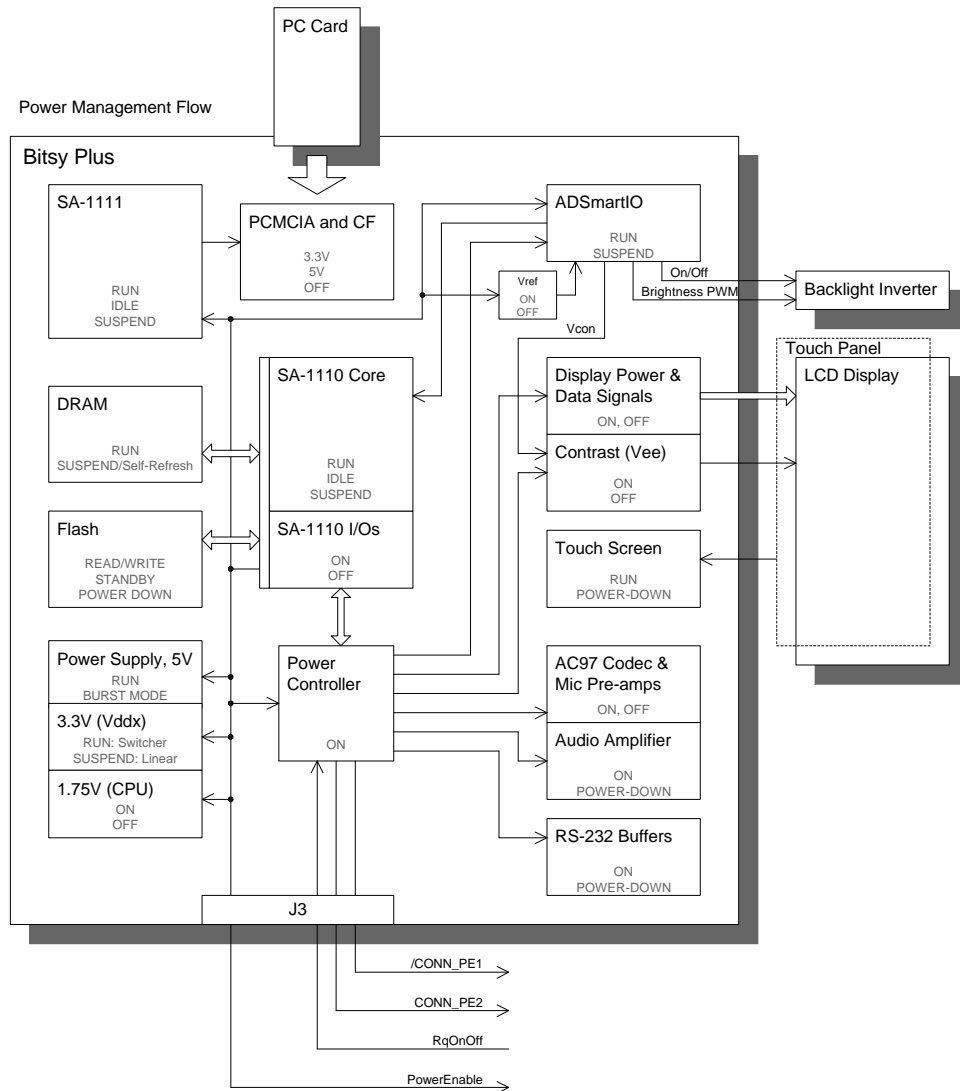 PC Card
Power Management Flow
Bitsy Plus
SA-1111
RUN
IDLE
SUSPEND
PCMCIA and CF
3.3V
5V
OFF
ADSmartIO
RUN
SUSPEND
On/Off
Brightness PWM
Backlight Inverter
Vref
ON
OFF
Vcon
Touch Panel
LCD Display
SA-1110 Core
RUN
IDLE
SUSPEND
SA-1110 I/Os
ON
OFF
Display Power &
Data Signals
ON, OFF
Contrast (Vee)
ON
OFF
DRAM
RUN
SUSPEND/Self-Refresh
Flash
READ/WRITE
STANDBY
POWER DOWN
Touch Screen
RUN
POWER-DOWN
Power Supply, 5V
RUN
BURST MODE
3.3V (Vddx)
RUN: Switcher
SUSPEND: Linear
1.75V (CPU)
ON
OFF
Power
Controller
ON
AC97 Codec &
Mic Pre-amps
ON, OFF
Audio Amplifier
ON
POWER-DOWN
RS-232 Buffers
ON
POWER-DOWN
J3
/CONN_PE1
CONN_PE2
RqOnOff
PowerEnable